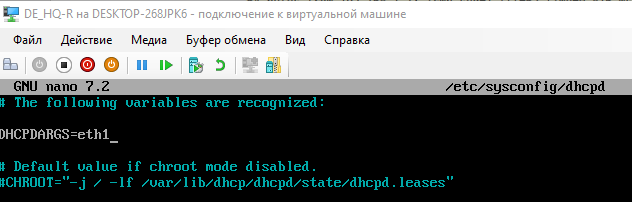 DE_HQ-R на DESKTOP-268JPK6 - подключение к виртуальной машине
Файл Действие Медиа Буфер обмена Вид Справка
GNU nano 7.2 /etc/sysconfig/dhcpd
# The following variables are recognized:
DHCPDARGS=eth1_
# Default value if chroot mode disabled.
#CHROOT="-j / -lf /var/lib/dhcp/dhcpd/state/dhcpd.leases"